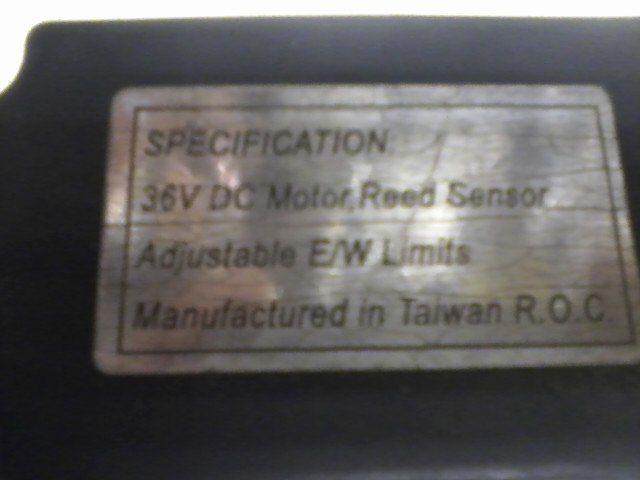 SPECIFICATION:
36V DC Motor, Reed Sensor
Adjustable E/W Limits
Manufactured in Taiwan R.O.C.